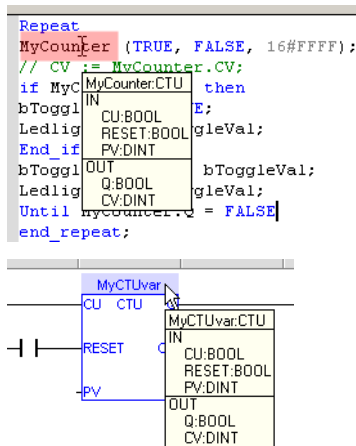 Repeat
MyCounter (TRUE, FALSE, 16#FFFF);
// CV := MyCounter.CV;
if MyC then
bToggl E;
Ledlig gleVal;
End_if
bToggl bToggleVal;
Ledlig gleVal;
Until MyCounter.Q = FALSE
end_repeat;
MyCounter:CTU
IN
CU:BOOL
RESET:BOOL
PV:DINT
OUT
Q:BOOL
CV:DINT
MyCTUvar
CU CTU
RESET
PV
MyCTUvar:CTU
IN
CU:BOOL
RESET:BOOL
PV:DINT
OUT
Q:BOOL
CV:DINT